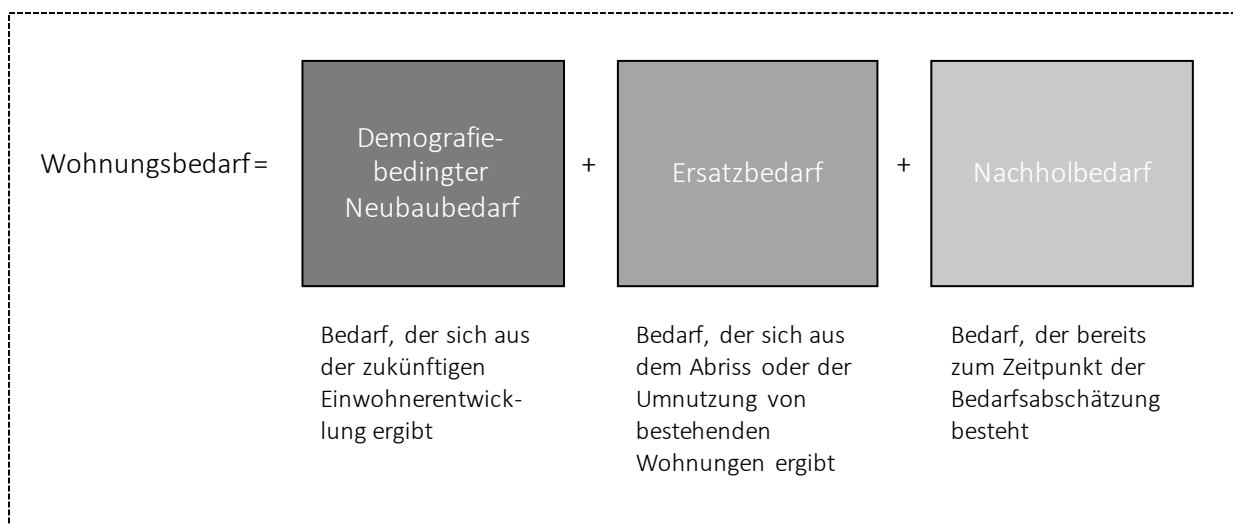 Wohnungsbedarf=
Demografie-
bedingter
Neubaubedarf
+
Ersatzbedarf
+
Nachholbedarf
Bedarf, der sich aus
der zukünftigen
Einwohnerentwick-
lung ergibt
Bedarf, der sich aus
dem Abriss oder der
Umnutzung von
bestehenden
Wohnungen ergibt
Bedarf, der bereits
zum Zeitpunkt der
Bedarfsabschätzung
besteht